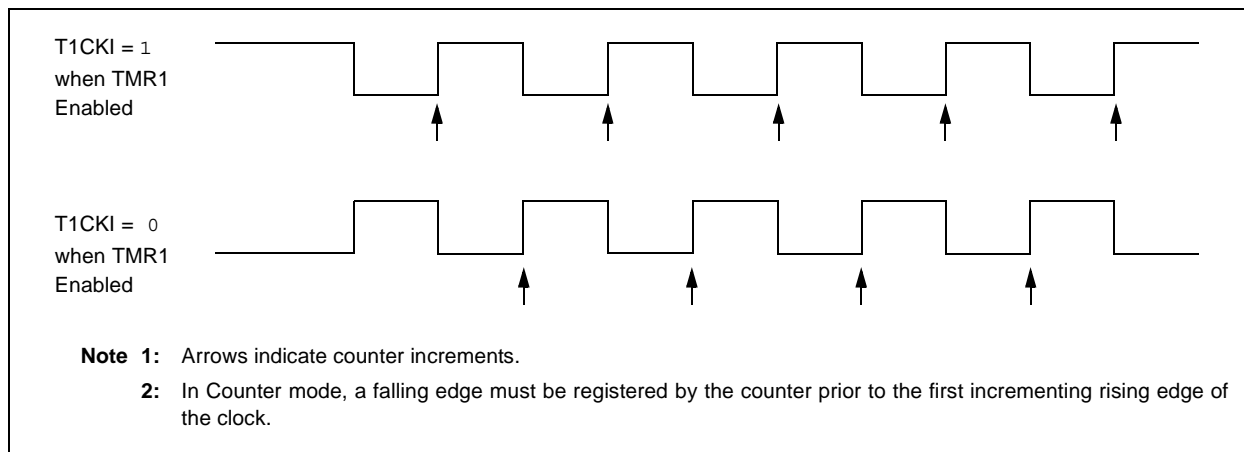 T1CKI = 1
when TMR1
Enabled
T1CKI = 0
when TMR1
Enabled
Note 1: Arrows indicate counter increments.
2: In Counter mode, a falling edge must be registered by the counter prior to the first incrementing rising edge of
the clock.